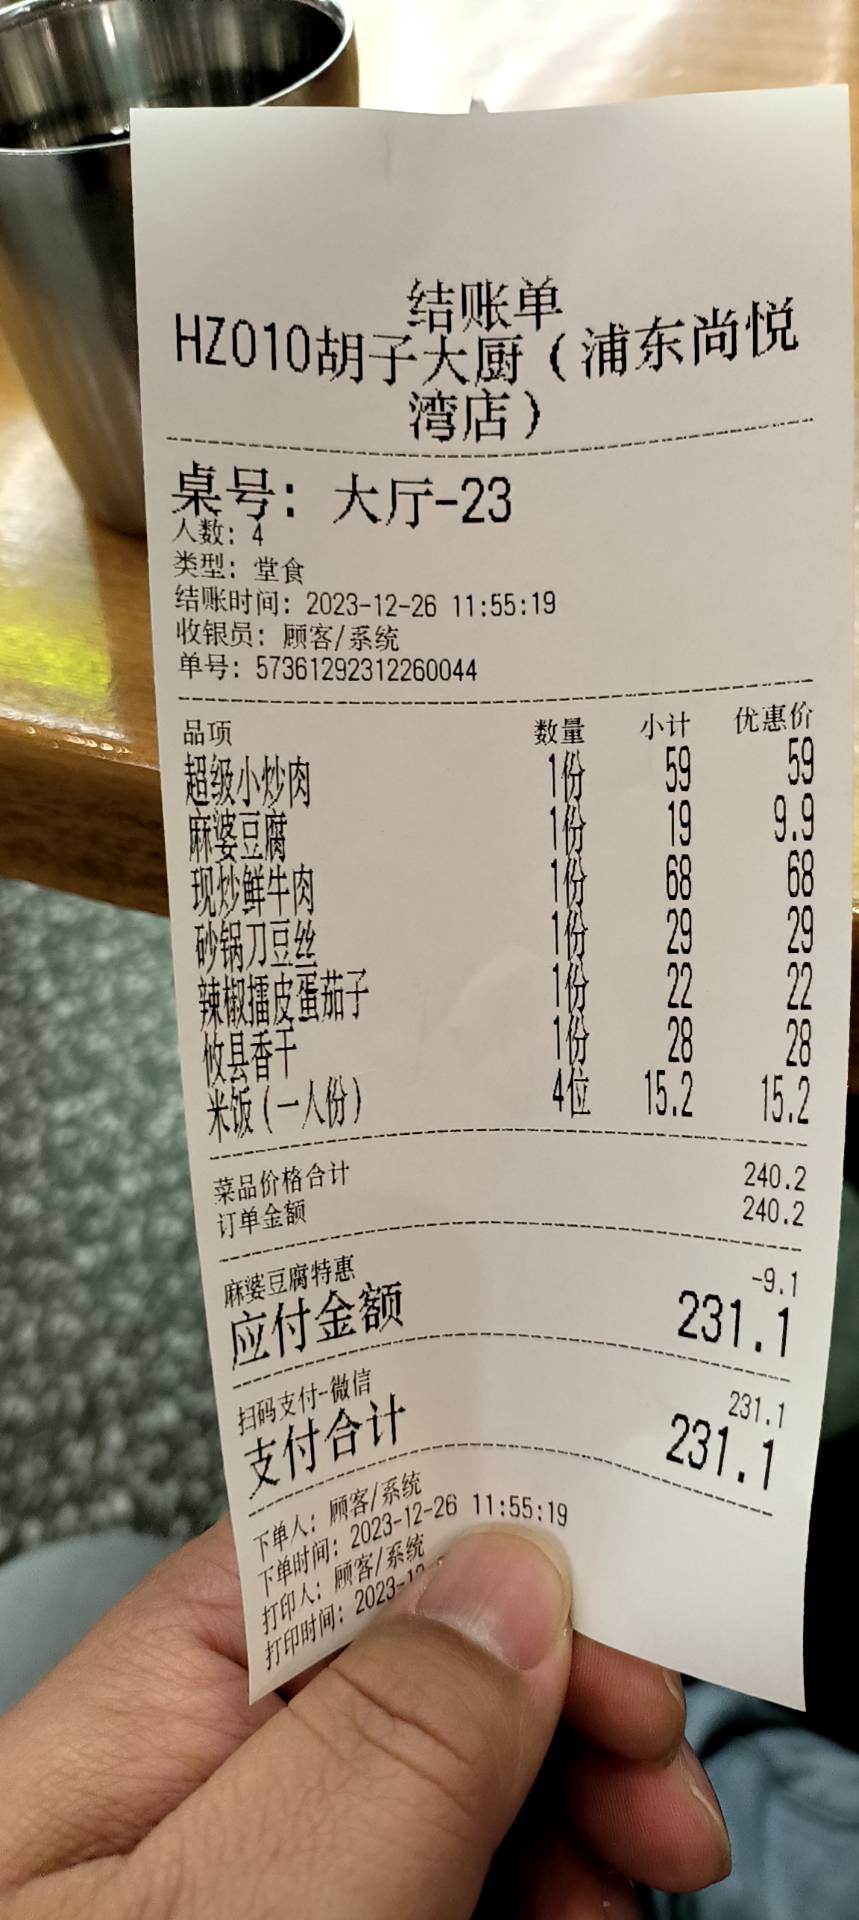 结账单
HZ010胡子大厨（浦东尚悦
湾店）
桌号：大厅-23
人数：4
类型：堂食
结账时间：2023-12-26 11:55:19
收银员：顾客/系统
单号：57361292312260044
品项 数量 小计 优惠价
超级小炒肉 1份 59 59
麻婆豆腐 1份 19 9.9
现炒鲜牛肉 1份 68 68
砂锅刀豆丝 1份 29 29
辣椒擂皮蛋茄子 1份 22 22
攸县香干 1份 28 28
米饭（一人份） 4位 15.2 15.2
菜品价格合计 240.2
订单金额 240.2
麻婆豆腐特惠 -9.1
应付金额 231.1
扫码支付-微信 231.1
支付合计 231.1
下单人：顾客/系统
下单时间：2023-12-26 11:55:19
打印人：顾客/系统
打印时间：2023-12